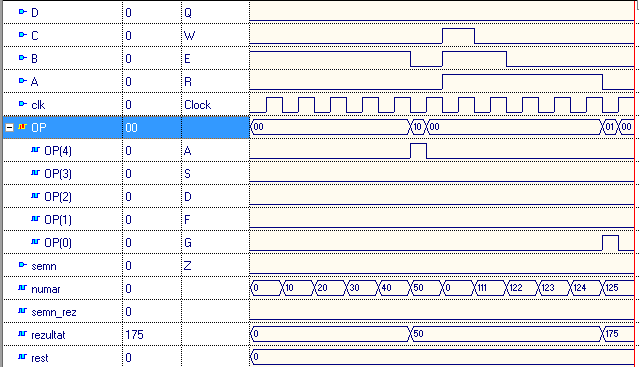 D 0 Q
C 0 W
B 0 E
A 0 R
clk 0 Clock
OP 00 00 10 00 01 00
OP(4) 0 A
OP(3) 0 S
OP(2) 0 D
OP(1) 0 F
OP(0) 0 G
semn 0 Z
numar 0 0 10 20 30 40 50 0 111 122 123 124 125
semn_rez 0
rezultat 175 0 50 175
rest 0 0